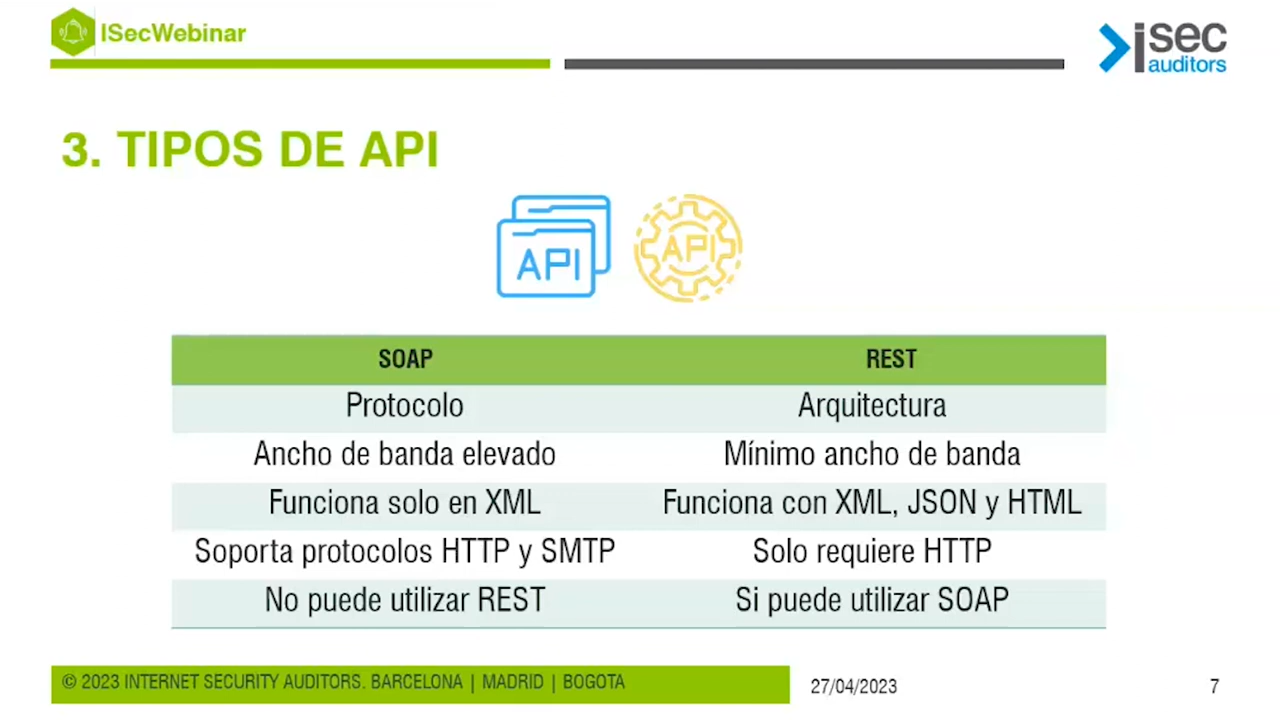 ISecWebinar
isec
auditors
3. TIPOS DE API
API
API
SOAP REST
Protocolo Arquitectura
Ancho de banda elevado Mínimo ancho de banda
Funciona solo en XML Funciona con XML, JSON y HTML
Soporta protocolos HTTP y SMTP Solo requiere HTTP
No puede utilizar REST Si puede utilizar SOAP
© 2023 INTERNET SECURITY AUDITORS. BARCELONA | MADRID | BOGOTA 27/04/2023 7